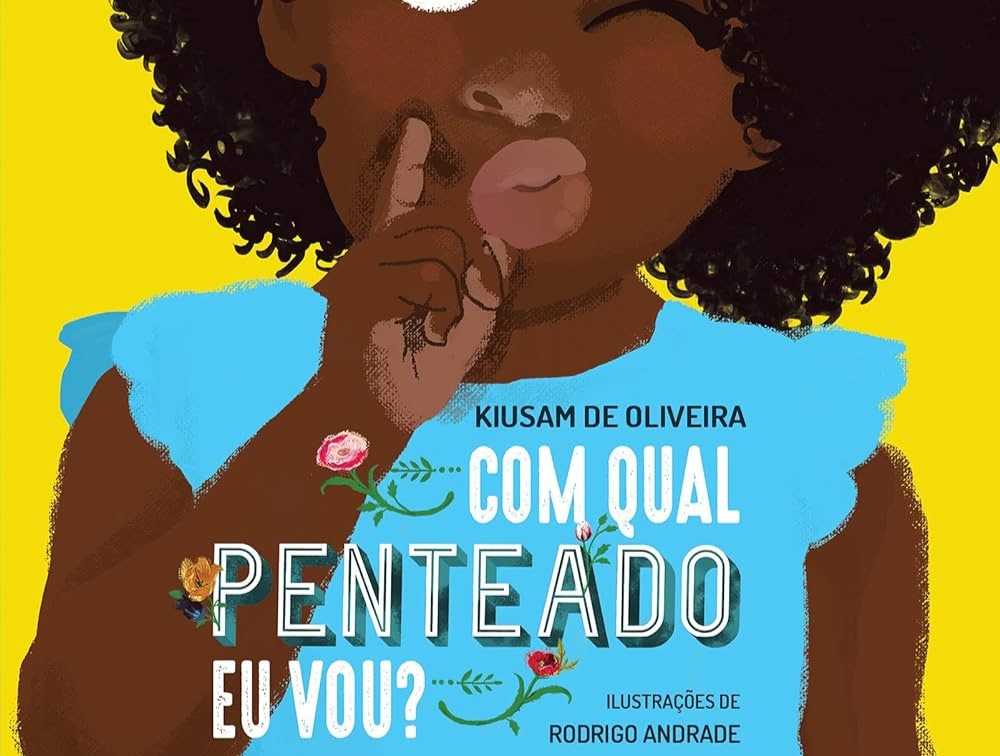 KIUSAM DE OLIVEIRA
COM QUAL
PENTEADO
EU VOU?
ILUSTRAÇÕES DE
RODRIGO ANDRADE